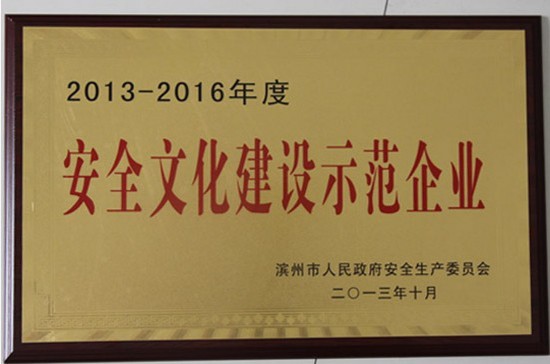 2013-2016年度
安全文化建设示范企业
滨州市人民政府安全生产委员会
二〇一三年十月